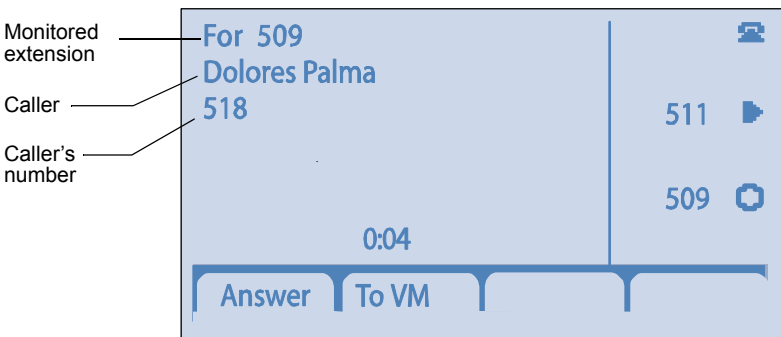 Monitored
extension
Caller
Caller's
number
For 509
Dolores Palma
518
0:04
511
509
Answer
To VM